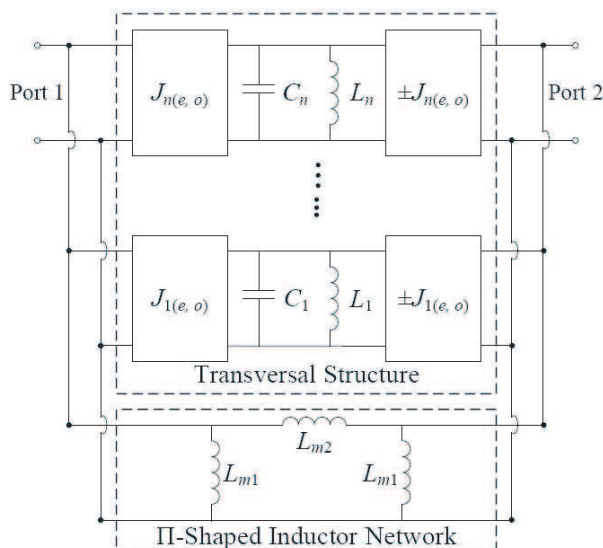 Port 1
J_{n(e, o)}
C_n
L_n
±J_{n(e, o)}
Port 2
J_{1(e, o)}
C_1
L_1
±J_{1(e, o)}
Transversal Structure
L_{m2}
L_{m1}
L_{m1}
Π-Shaped Inductor Network